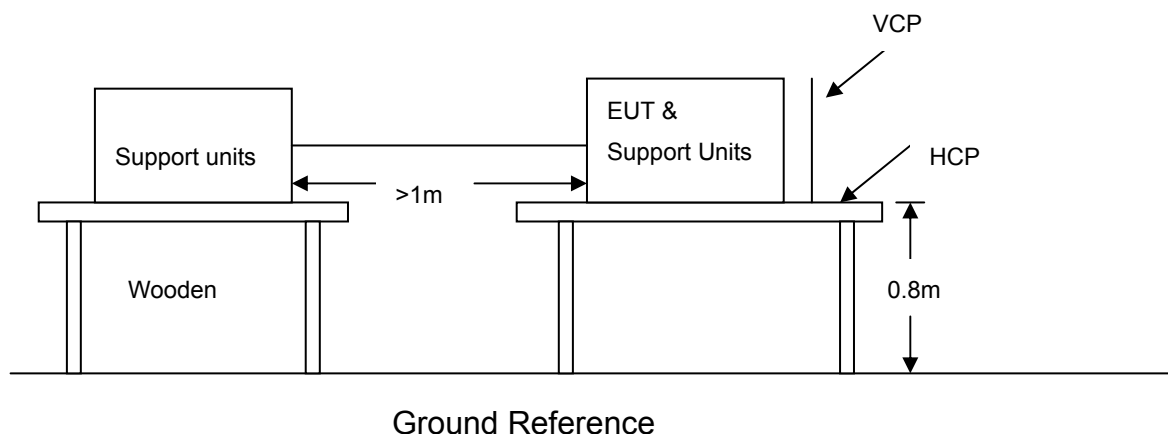 VCP
EUT &
Support Units
Support units
HCP
>1m
Wooden
0.8m
Ground Reference